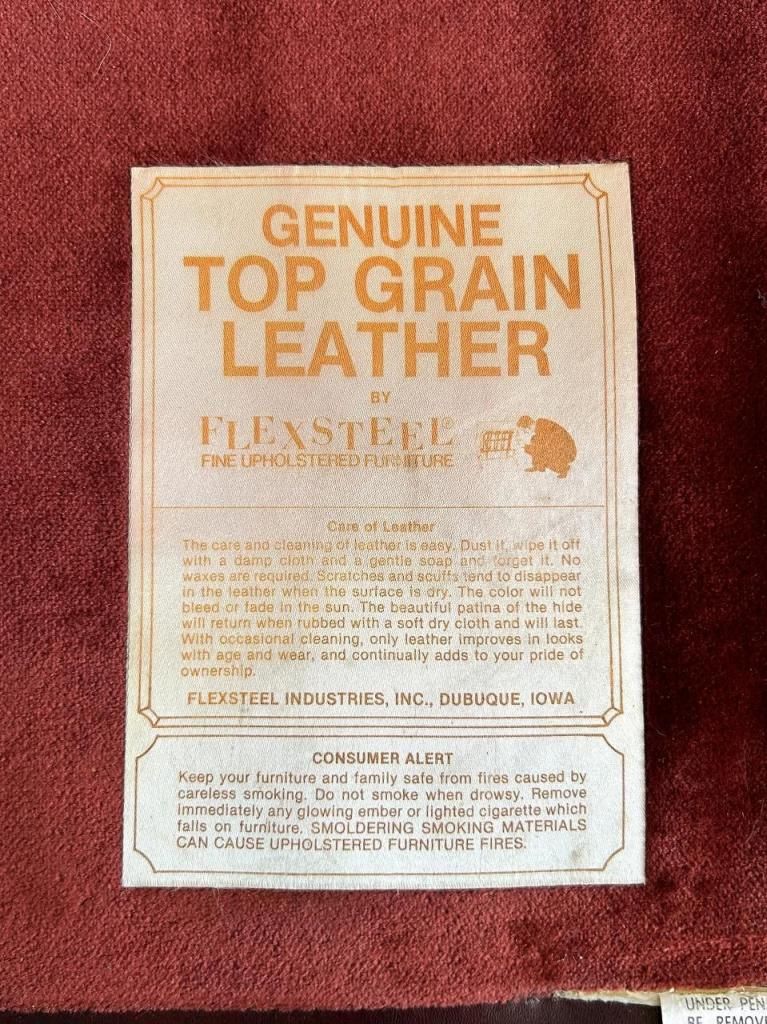 GENUINE
TOP GRAIN
LEATHER
BY
FLEXSTEEL®
FINE UPHOLSTERED FURNITURE
Care of Leather
The care and cleaning of leather is easy. Dust it, wipe it off
with a damp cloth and a gentle soap and forget it. No
waxes are required. Scratches and scuffs tend to disappear
in the leather when the surface is dry. The color will not
bleed or fade in the sun. The beautiful patina of the hide
will return when rubbed with a soft dry cloth and will last.
With occasional cleaning, only leather improves in looks
with age and wear, and continually adds to your pride of
ownership.
FLEXSTEEL INDUSTRIES, INC., DUBUQUE, IOWA
CONSUMER ALERT
Keep your furniture and family safe from fires caused by
careless smoking. Do not smoke when drowsy. Remove
immediately any glowing ember or lighted cigarette which
falls on furniture. SMOLDERING SMOKING MATERIALS
CAN CAUSE UPHOLSTERED FURNITURE FIRES.
UNDER PEN
BE REMOVE